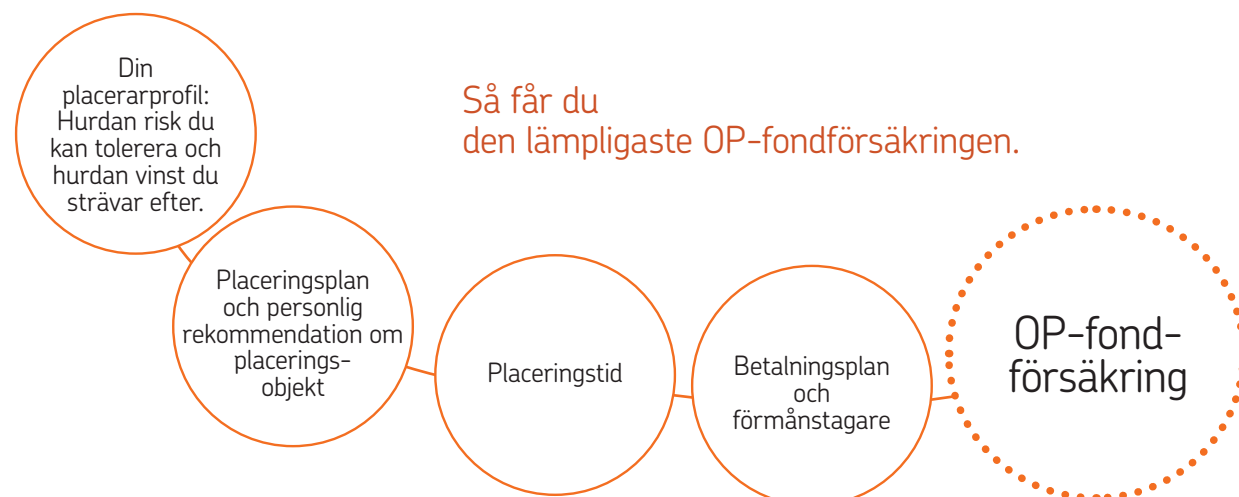 Din
placerarprofil:
Hurdan risk du
kan tolerera och
hurdan vinst du
strävar efter.
Så får du
den lämpligaste OP-fondförsäkringen.
Placeringsplan
och personlig
rekommendation om
placerings-
objekt
Placeringstid
Betalningsplan
och
förmånstagare
OP-fond-
försäkring